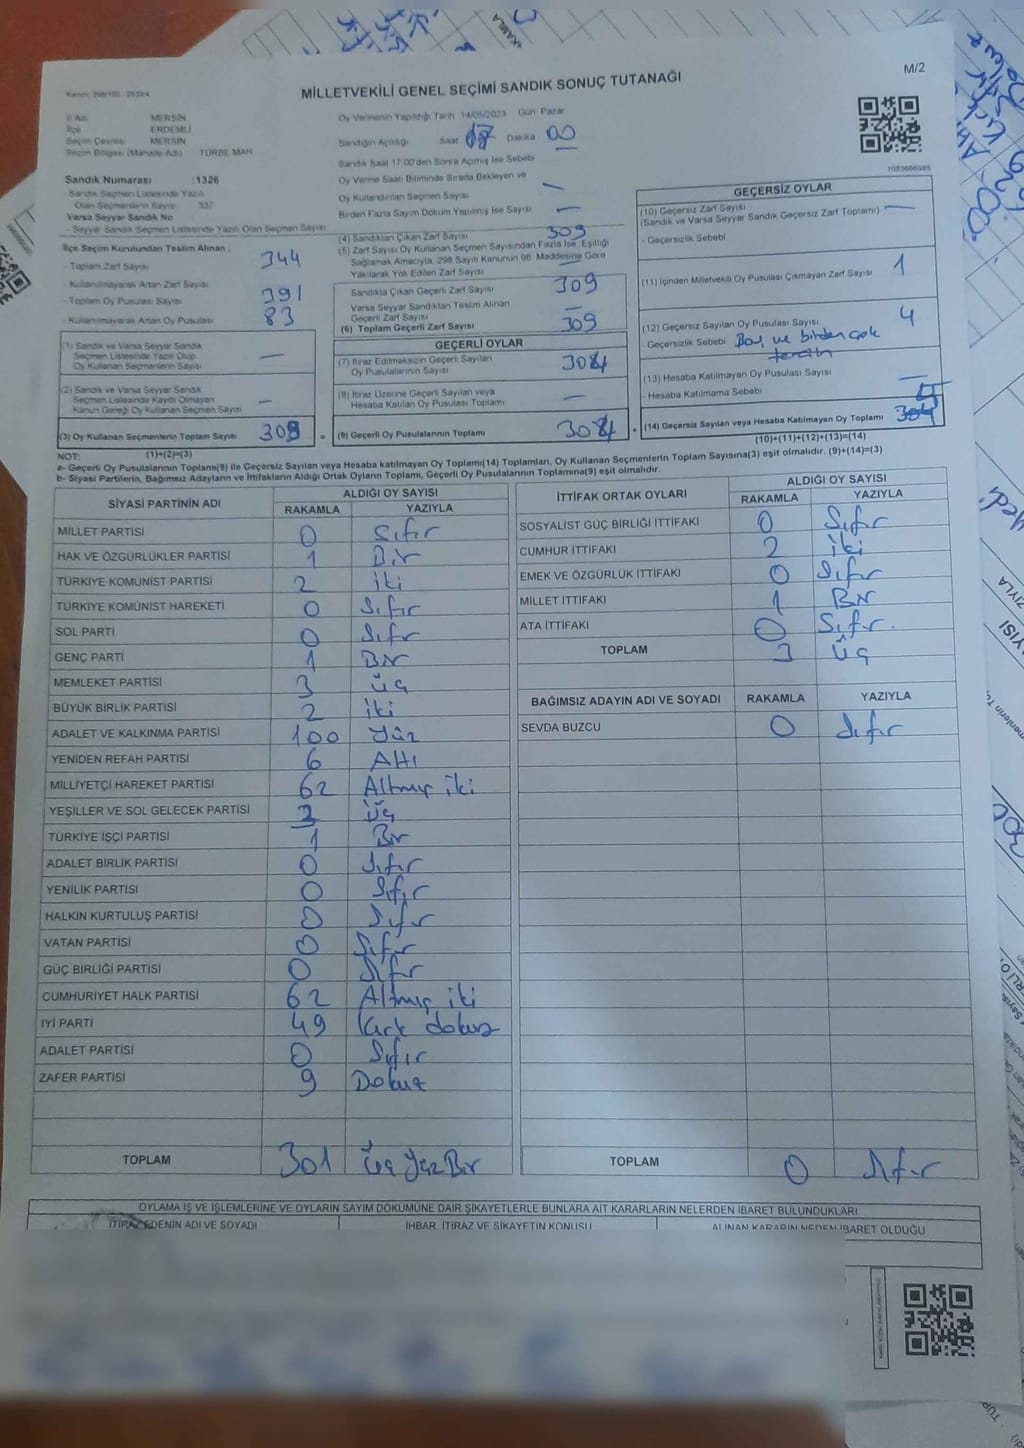 MİLLETVEKİLİ GENEL SEÇİMİ SANDIK SONUÇ TUTANAĞI
M/2
İl Adı MERSİN
İlçe ERDEMLİ
Seçim Çevresi MERSİN
Seçim Bölgesi (Mahalle Adı) TÜRBE MAH
Sandık Numarası :1326
- Sandık Seçmen Listesinde Yazılı Olan Seçmenlerin Sayısı 337
Varsa Seyyar Sandık No
- Seyyar Sandık Seçmen Listesinde Yazılı Olan Seçmen Sayısı
İlçe Seçim Kurulundan Teslim Alınan ;
- Toplam Zarf Sayısı 344
- Kullanılmayarak Artan Zarf Sayısı
- Toplam Oy Pusulası Sayısı 391
- Kullanılmayarak Artan Oy Pusulası 83
(1) Sandık ve Varsa Seyyar Sandık
Seçmen Listesinde Yazılı Olup
Oy Kullanan Seçmenlerin Sayısı —
(2) Sandık ve Varsa Seyyar Sandık
Seçmen Listesinde Kayıtlı Olmayan
Kanun Gereği Oy Kullanan Seçmen Sayısı —
(3) Oy Kullanan Seçmenlerin Toplam Sayısı 309
(1)+(2)=(3)
Oy Vermenin Yapıldığı Tarih 14/05/2023 Gün Pazar
Sandığın Açıldığı Saat 17 Dakika 00
Sandık Saat 17:00'den Sonra Açılmış İse Sebebi
Oy Verme Saati Bitiminde Sırada Bekleyen ve
Oy Kullandırılan Seçmen Sayısı —
Birden Fazla Sayım Döküm Yapılmış İse Sayısı —
(4) Sandıktan Çıkan Zarf Sayısı 309
(5) Zarf Sayısı Oy Kullanan Seçmen Sayısından Fazla İse, Eşitliği
Sağlamak Amacıyla, 298 Sayılı Kanunun 98. Maddesine Göre
Yakılarak Yok Edilen Zarf Sayısı —
Sandıkta Çıkan Geçerli Zarf Sayısı 309
Varsa Seyyar Sandıktan Teslim Alınan
Geçerli Zarf Sayısı —
(6) Toplam Geçerli Zarf Sayısı 309
GEÇERLİ OYLAR
(7) İtiraz Edilmeksizin Geçerli Sayılan
Oy Pusulalarının Sayısı 304
(8) İtiraz Üzerine Geçerli Sayılan veya
Hesaba Katılan Oy Pusulası Toplamı —
(9) Geçerli Oy Pusulalarının Toplamı 304
1083666685
GEÇERSİZ OYLAR
(10) Geçersiz Zarf Sayısı
(Sandık ve Varsa Seyyar Sandık Geçersiz Zarf Toplamı) —
- Geçersizlik Sebebi
(11) İçinden Milletvekili Oy Pusulası Çıkmayan Zarf Sayısı 1
(12) Geçersiz Sayılan Oy Pusulası Sayısı 4
- Geçersizlik Sebebi Boş ve birden çok
tercih
(13) Hesaba Katılmayan Oy Pusulası Sayısı —
- Hesaba Katılmama Sebebi
(14) Geçersiz Sayılan veya Hesaba Katılmayan Oy Toplamı 5
(10)+(11)+(12)+(13)=(14)
NOT:
a- Geçerli Oy Pusulalarının Toplamı(9) ile Geçersiz Sayılan veya Hesaba katılmayan Oy Toplamı(14) Toplamları, Oy Kullanan Seçmenlerin Toplam Sayısına(3) eşit olmalıdır. (9)+(14)=(3)
b- Siyasi Partilerin, Bağımsız Adayların ve İttifakların Aldığı Ortak Oyların Toplamı, Geçerli Oy Pusulalarının Toplamına(9) eşit olmalıdır.
SİYASİ PARTİNİN ADI ALDIĞI OY SAYISI
RAKAMLA YAZIYLA
MİLLET PARTİSİ 0 Sıfır
HAK VE ÖZGÜRLÜKLER PARTİSİ 1 Bir
TÜRKİYE KOMÜNİST PARTİSİ 2 iki
TÜRKİYE KOMÜNİST HAREKETİ 0 Sıfır
SOL PARTİ 0 Sıfır
GENÇ PARTİ 1 Bir
MEMLEKET PARTİSİ 3 üç
BÜYÜK BİRLİK PARTİSİ 2 iki
ADALET VE KALKINMA PARTİSİ 100 Yüz
YENİDEN REFAH PARTİSİ 6 Altı
MİLLİYETÇİ HAREKET PARTİSİ 62 Altmış iki
YEŞİLLER VE SOL GELECEK PARTİSİ 3 üç
TÜRKİYE İŞÇİ PARTİSİ 1 Bir
ADALET BİRLİK PARTİSİ 0 Sıfır
YENİLİK PARTİSİ 0 Sıfır
HALKIN KURTULUŞ PARTİSİ 0 Sıfır
VATAN PARTİSİ 0 Sıfır
GÜÇ BİRLİĞİ PARTİSİ 0 Sıfır
CUMHURİYET HALK PARTİSİ 62 Altmış iki
İYİ PARTİ 49 Kırk dokuz
ADALET PARTİSİ 0 Sıfır
ZAFER PARTİSİ 9 Dokuz
TOPLAM 301 Üç Yüz Bir
İTTİFAK ORTAK OYLARI ALDIĞI OY SAYISI
RAKAMLA YAZIYLA
SOSYALİST GÜÇ BİRLİĞİ İTTİFAKI 0 Sıfır
CUMHUR İTTİFAKI 2 iki
EMEK VE ÖZGÜRLÜK İTTİFAKI 0 Sıfır
MİLLET İTTİFAKI 1 Bir
ATA İTTİFAKI 0 Sıfır.
TOPLAM 3 üç
BAĞIMSIZ ADAYIN ADI VE SOYADI RAKAMLA YAZIYLA
SEVDA BUZCU 0 Sıfır
TOPLAM 0 Sıfır
OYLAMA İŞ VE İŞLEMLERİNE VE OYLARIN SAYIM DÖKÜMÜNE DAİR ŞİKAYETLERLE BUNLARA AİT KARARLARIN NELERDEN İBARET BULUNDUKLARI
İTİRAZ EDENİN ADI VE SOYADI İHBAR, İTİRAZ VE ŞİKAYETİN KONUSU ALINAN KARARIN NEDEN İBARET OLDUĞU